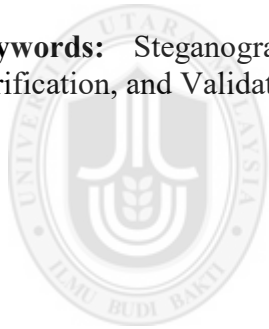 ywords: Steganogra
rification, and Validat
UNIVERSITI UTARA MALAYSIA
ILMU BUDI BAKTI